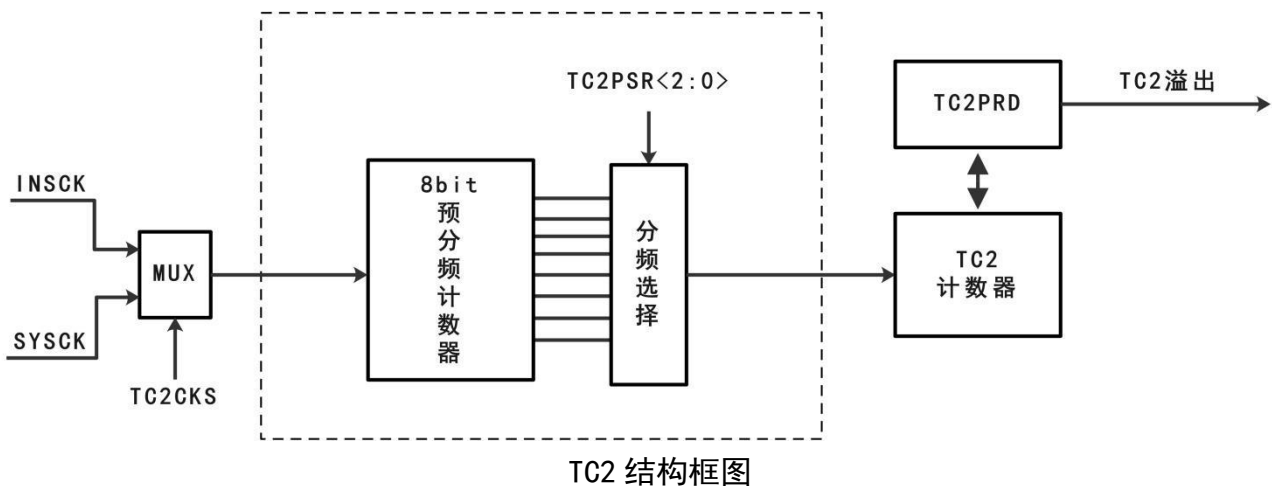 TC2PSR<2:0>
TC2PRD
TC2溢出
INSCK
SYSCK
MUX
TC2CKS
8bit
预
分
频
计
数
器
分
频
选
择
TC2
计数器
TC2 结构框图